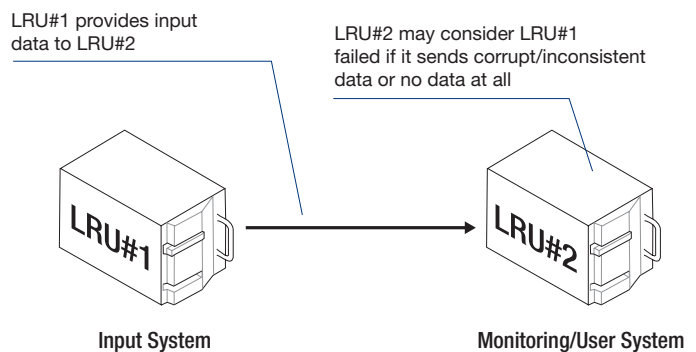 LRU#1 provides input
data to LRU#2
LRU#2 may consider LRU#1
failed if it sends corrupt/inconsistent
data or no data at all
LRU#1
LRU#2
Input System
Monitoring/User System